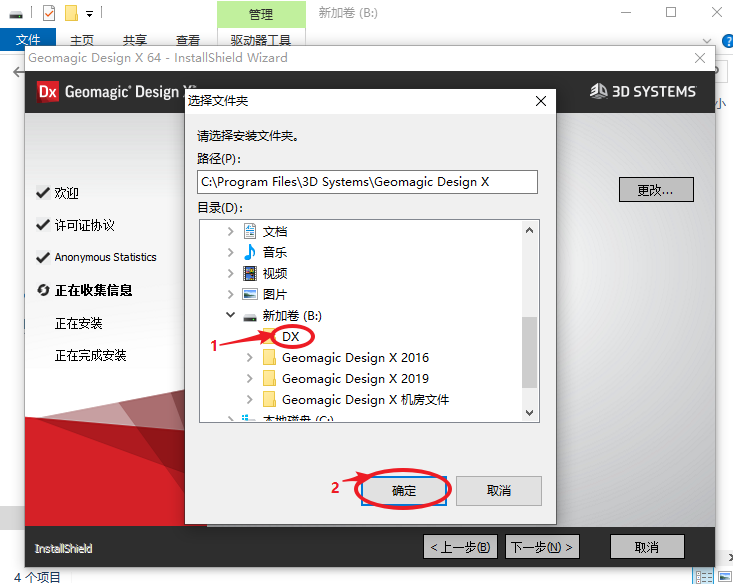 管理
新加卷 (B:)
文件
主页
共享
查看
驱动器工具
Geomagic Design X 64 - InstallShield Wizard
Dx Geomagic® Design X
3D SYSTEMS
选择文件夹
请选择安装文件夹。
路径(P):
C:\Program Files\3D Systems\Geomagic Design X
更改...
目录(D):
文档
音乐
视频
图片
新加卷 (B:)
1
DX
Geomagic Design X 2016
Geomagic Design X 2019
Geomagic Design X 机房文件
本地磁盘 (C:)
欢迎
许可证协议
Anonymous Statistics
正在收集信息
正在安装
正在完成安装
2
确定
取消
InstallShield
< 上一步(B)
下一步(N) >
取消
4 个项目
小